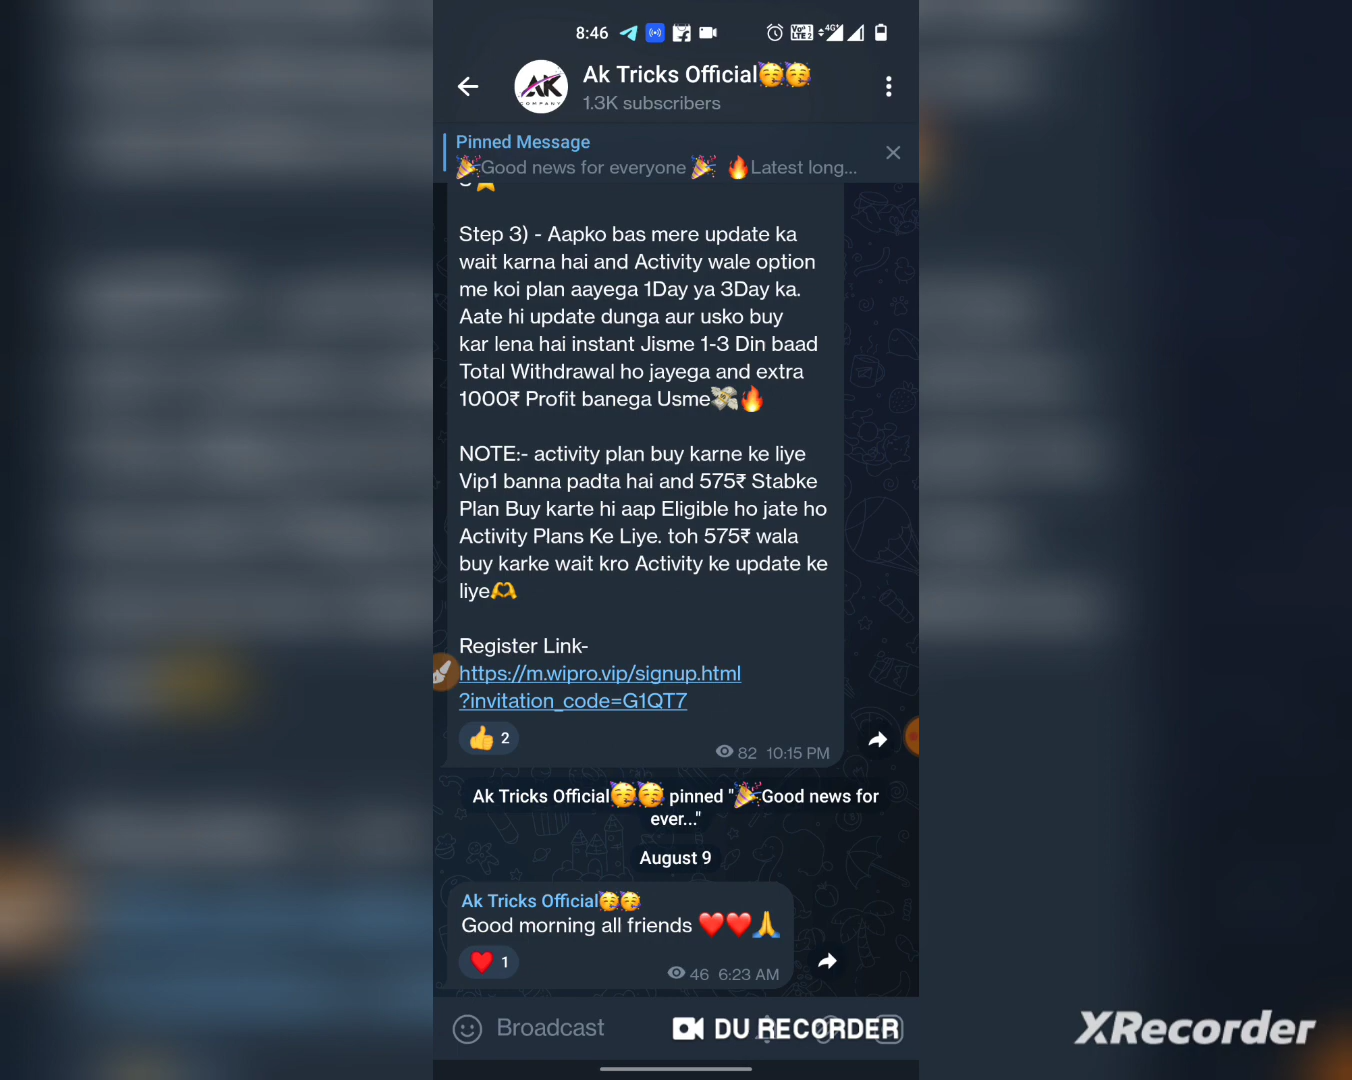 8:46
Ak Tricks Official🥳🥳
1.3K subscribers
Pinned Message
🎉Good news for everyone 🎉 🔥Latest long...
Step 3) - Aapko bas mere update ka
wait karna hai and Activity wale option
me koi plan aayega 1Day ya 3Day ka.
Aate hi update dunga aur usko buy
kar lena hai instant Jisme 1-3 Din baad
Total Withdrawal ho jayega and extra
1000₹ Profit banega Usme💸🔥
NOTE:- activity plan buy karne ke liye
Vip1 banna padta hai and 575₹ Stabke
Plan Buy karte hi aap Eligible ho jate ho
Activity Plans Ke Liye. toh 575₹ wala
buy karke wait kro Activity ke update ke
liye🫶
Register Link-
https://m.wipro.vip/signup.html
?invitation_code=G1QT7
👍 2
82 10:15 PM
Ak Tricks Official🥳🥳 pinned "🎉Good news for
ever..."
August 9
Ak Tricks Official🥳🥳
Good morning all friends ❤️❤️🙏
❤️ 1
46 6:23 AM
Broadcast
DU RECORDER
XRecorder